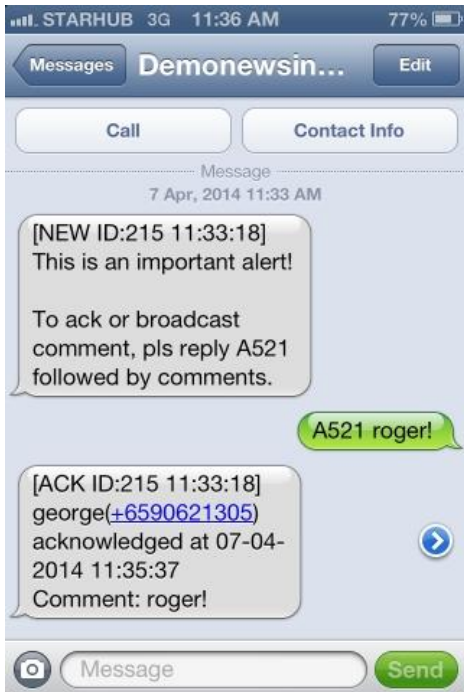 STARHUB 3G 11:36 AM 77%
Messages Demonewsin... Edit
Call Contact Info
Message
7 Apr, 2014 11:33 AM
[NEW ID:215 11:33:18]
This is an important alert!
To ack or broadcast
comment, pls reply A521
followed by comments.
A521 roger!
[ACK ID:215 11:33:18]
george(+6590621305)
acknowledged at 07-04-
2014 11:35:37
Comment: roger!
Message Send